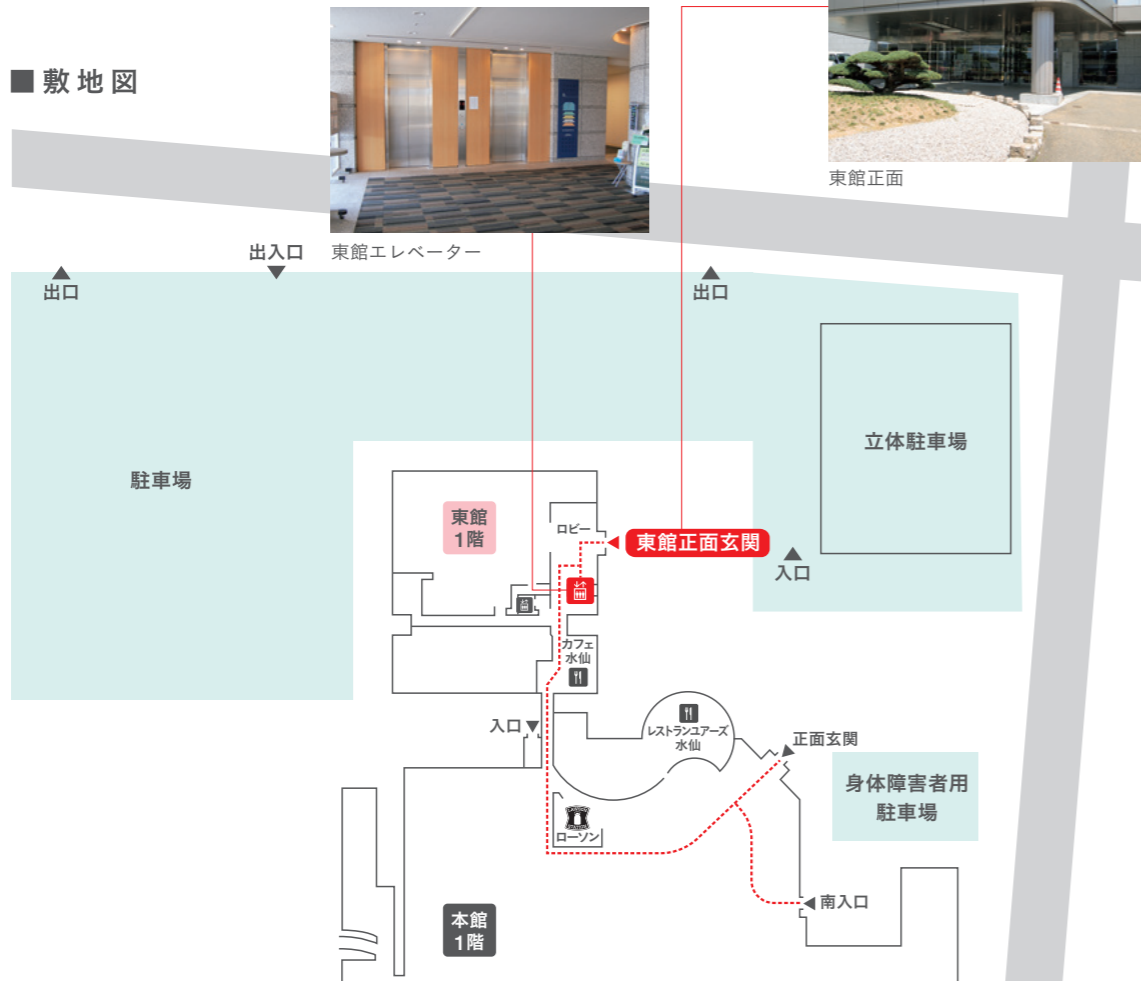 ■敷地図
東館正面
東館エレベーター
出入口
出口
出口
駐車場
立体駐車場
東館
1階
ロビー
東館正面玄関
入口
カフェ
水仙
入口
レストランユアーズ
水仙
正面玄関
身体障害者用
駐車場
ローソン
南入口
本館
1階